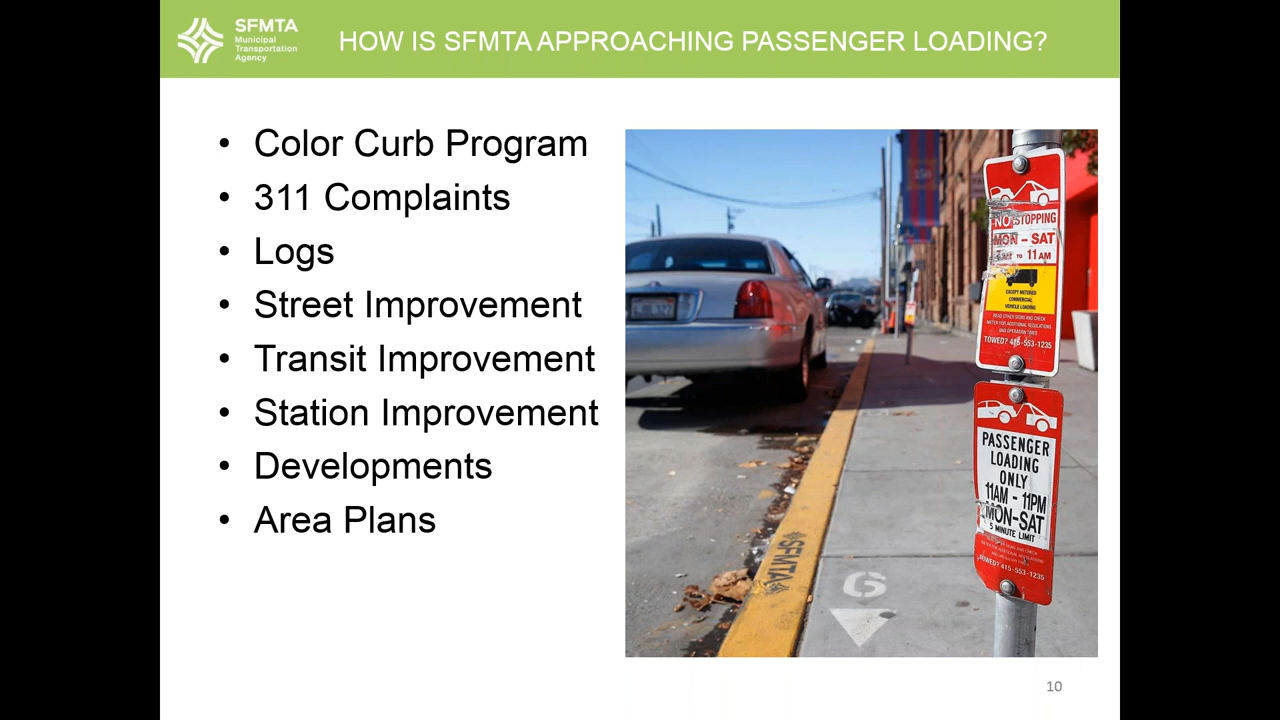 SFMTA
Municipal
Transportation
Agency
HOW IS SFMTA APPROACHING PASSENGER LOADING?
• Color Curb Program
• 311 Complaints
• Logs
• Street Improvement
• Transit Improvement
• Station Improvement
• Developments
• Area Plans
NO STOPPING
MON – SAT
TO 11 AM
EXCEPT METERED
COMMERCIAL
VEHICLE LOADING
READ OTHER SIGNS AND CHECK
METER FOR ADDITIONAL REGULATIONS
AND OPERATION TIMES
TOWED? 415-553-1235
PASSENGER
LOADING
ONLY
11AM - 11PM
MON-SAT
5 MINUTE LIMIT
TOWED? 415-553-1235
SFMTA
6
10